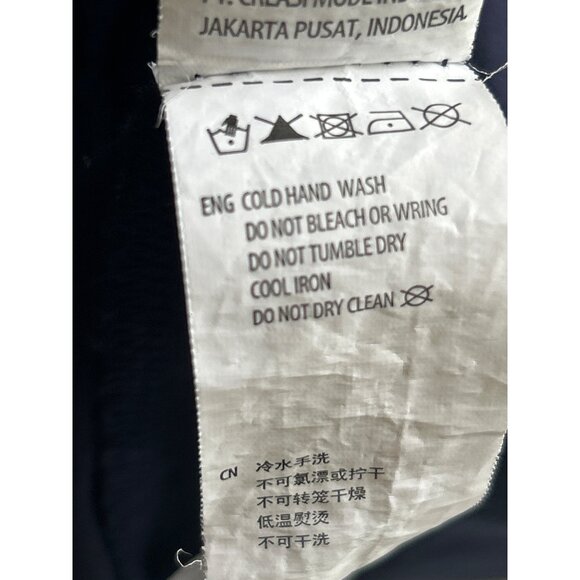 JAKARTA PUSAT, INDONESIA
ENG COLD HAND WASH
DO NOT BLEACH OR WRING
DO NOT TUMBLE DRY
COOL IRON
DO NOT DRY CLEAN
CN 冷水手洗
不可氯漂或拧干
不可转笼干燥
低温熨烫
不可干洗